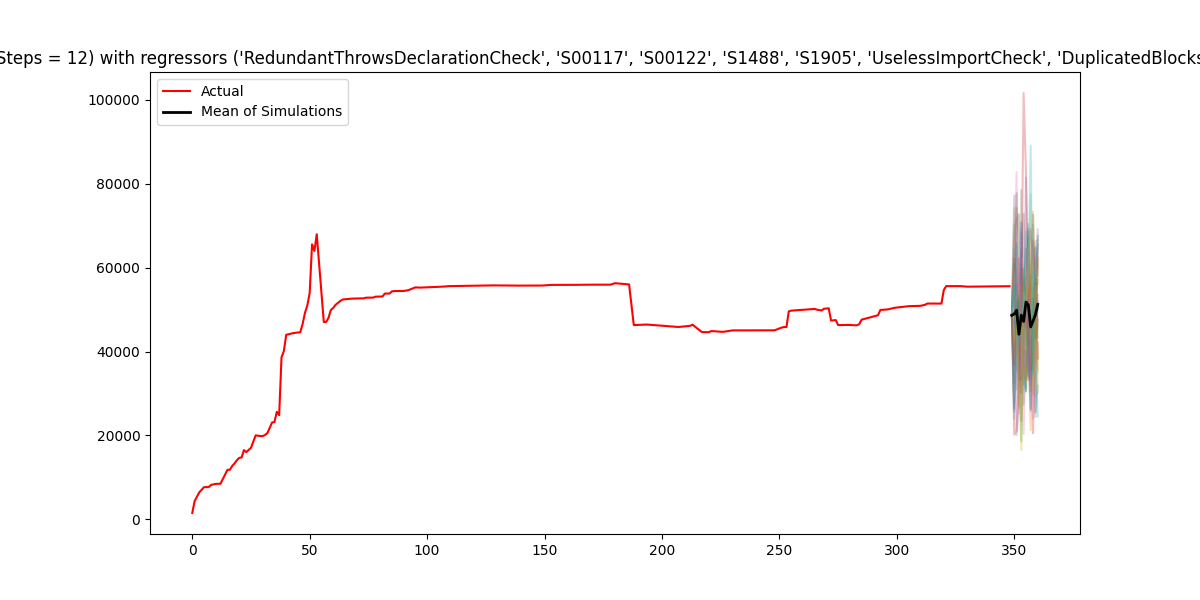 Steps = 12) with regressors ('RedundantThrowsDeclarationCheck', 'S00117', 'S00122', 'S1488', 'S1905', 'UselessImportCheck', 'DuplicatedBlocks
Actual
Mean of Simulations
100000
80000
60000
40000
20000
0
0 50 100 150 200 250 300 350